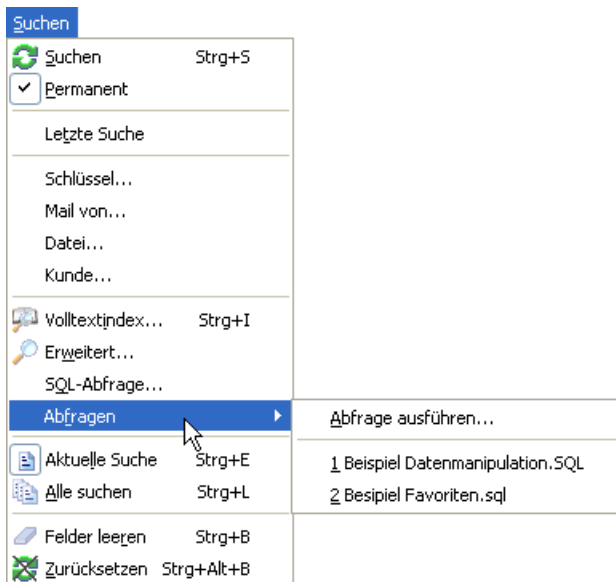 Suchen
Suchen Strg+S
Permanent
Letzte Suche
Schlüssel...
Mail von...
Datei...
Kunde...
Volltextindex... Strg+I
Erweitert...
SQL-Abfrage...
Abfragen
Abfrage ausführen...
1 Beispiel Datenmanipulation.SQL
2 Besipiel Favoriten.sql
Aktuelle Suche Strg+E
Alle suchen Strg+L
Felder leeren Strg+B
Zurücksetzen Strg+Alt+B